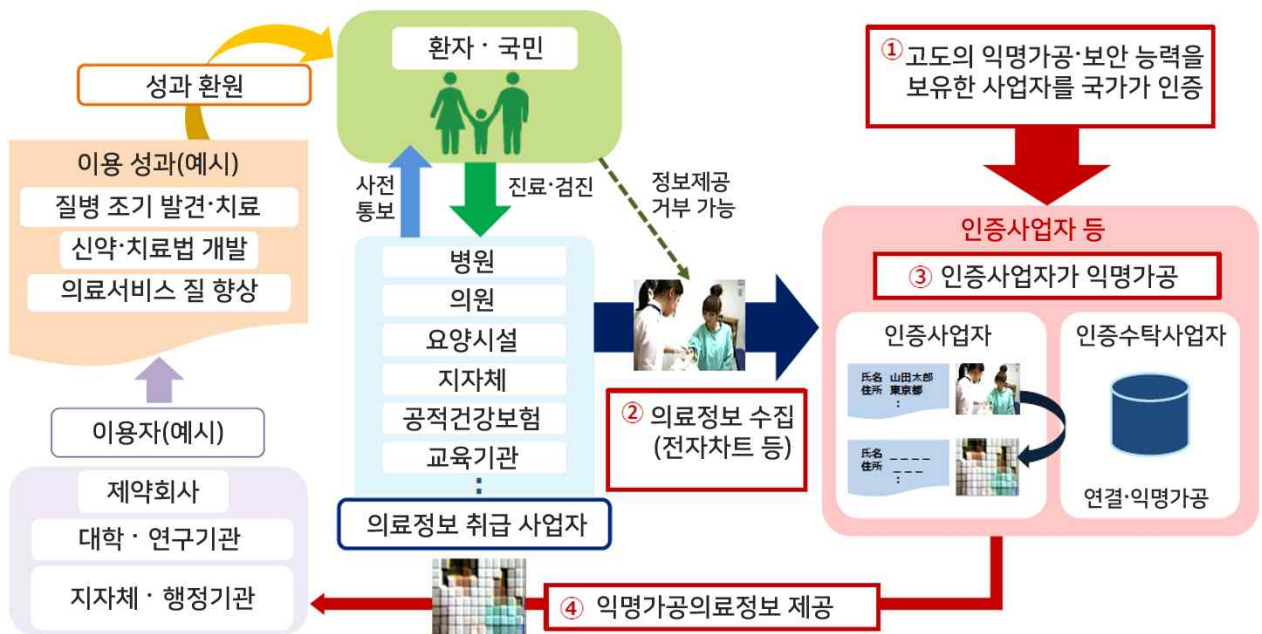 환자 · 국민
① 고도의 익명가공·보안 능력을
보유한 사업자를 국가가 인증
성과 환원
이용 성과(예시)
질병 조기 발견·치료
신약·치료법 개발
의료서비스 질 향상
사전
통보
진료·검진
정보제공
거부 가능
병원
의원
요양시설
지자체
공적건강보험
교육기관
⋮
의료정보 취급 사업자
② 의료정보 수집
(전자차트 등)
인증사업자 등
③ 인증사업자가 익명가공
인증사업자
氏名 山田太郎
住所 東京都
:
氏名 _ _ _ _
住所 _ _ _
:
인증수탁사업자
연결·익명가공
이용자(예시)
제약회사
대학 · 연구기관
지자체 · 행정기관
④ 익명가공의료정보 제공